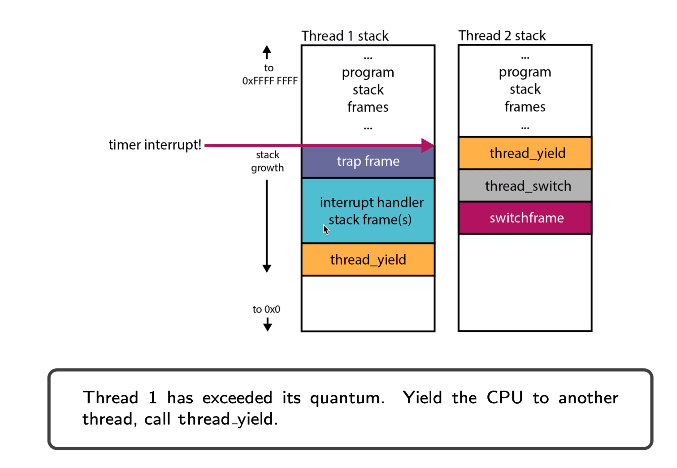 Thread 1 stack
Thread 2 stack
to
0xFFFF FFFF
...
program
stack
frames
...
...
program
stack
frames
...
timer interrupt!
stack
growth
trap frame
interrupt handler
stack frame(s)
thread_yield
thread_yield
thread_switch
switchframe
to 0x0
Thread 1 has exceeded its quantum. Yield the CPU to another
thread, call thread_yield.